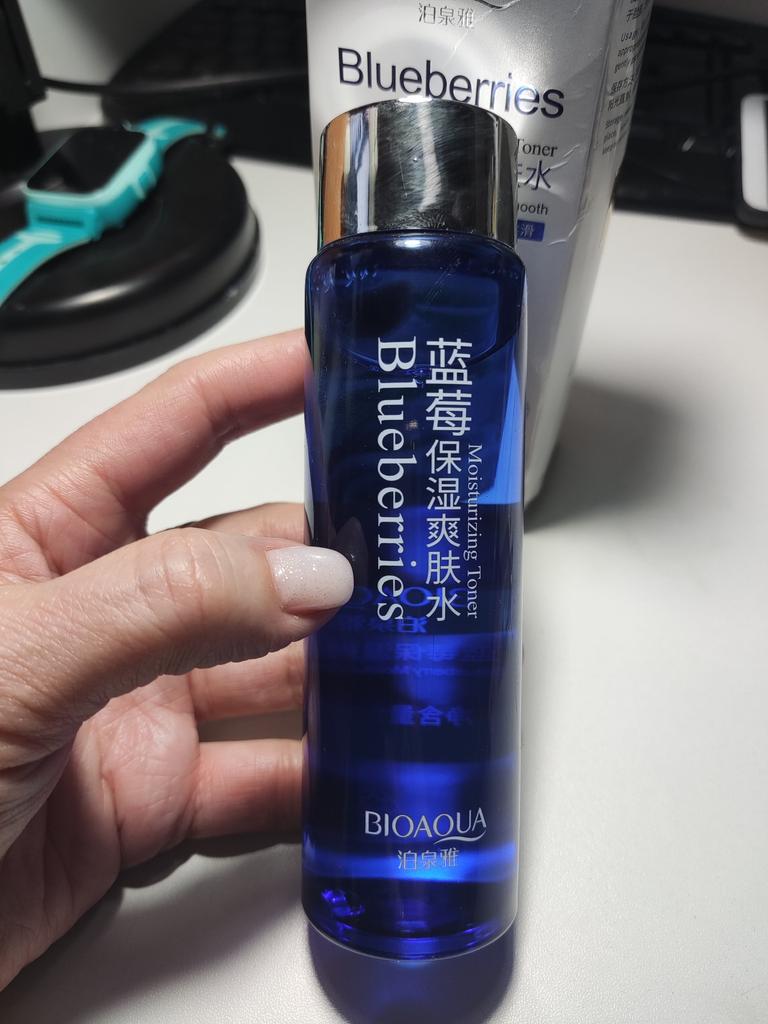 泊泉雅
Blueberries
Toner
水
ooth
滑
蓝莓保湿爽肤水
Blueberries
Moisturizing Toner
BIOAQUA
泊泉雅